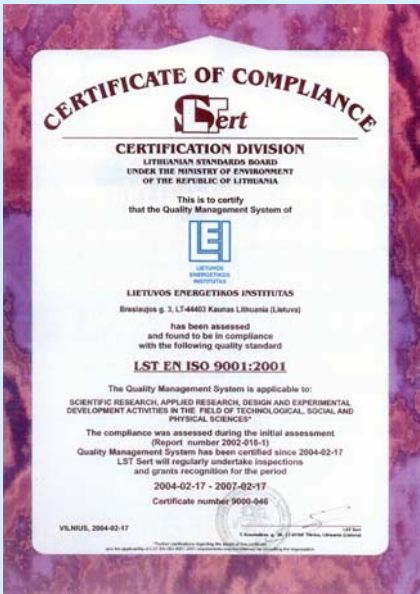 CERTIFICATE OF COMPLIANCE
LST Sert
CERTIFICATION DIVISION
LITHUANIAN STANDARDS BOARD
UNDER THE MINISTRY OF ENVIRONMENT
OF THE REPUBLIC OF LITHUANIA
This is to certify
that the Quality Management System of
LEI
LIETUVOS
ENERGETIKOS
INSTITUTAS
LIETUVOS ENERGETIKOS INSTITUTAS
Breslaujos g. 3, LT-44403 Kaunas Lithuania (Lietuva)
has been assessed
and found to be in compliance
with the following quality standard
LST EN ISO 9001:2001
The Quality Management System is applicable to:
SCIENTIFIC RESEARCH, APPLIED RESEARCH, DESIGN AND EXPERIMENTAL
DEVELOPMENT ACTIVITIES IN THE FIELD OF TECHNOLOGICAL, SOCIAL AND
PHYSICAL SCIENCES*
The compliance was assessed during the initial assessment
(Report number 2002-018-1)
Quality Management System has been certified since 2004-02-17
LST Sert will regularly undertake inspections
and grants recognition for the period
2004-02-17 - 2007-02-17
Certificate number 9000-046
VILNIUS, 2004-02-17
LST Sert